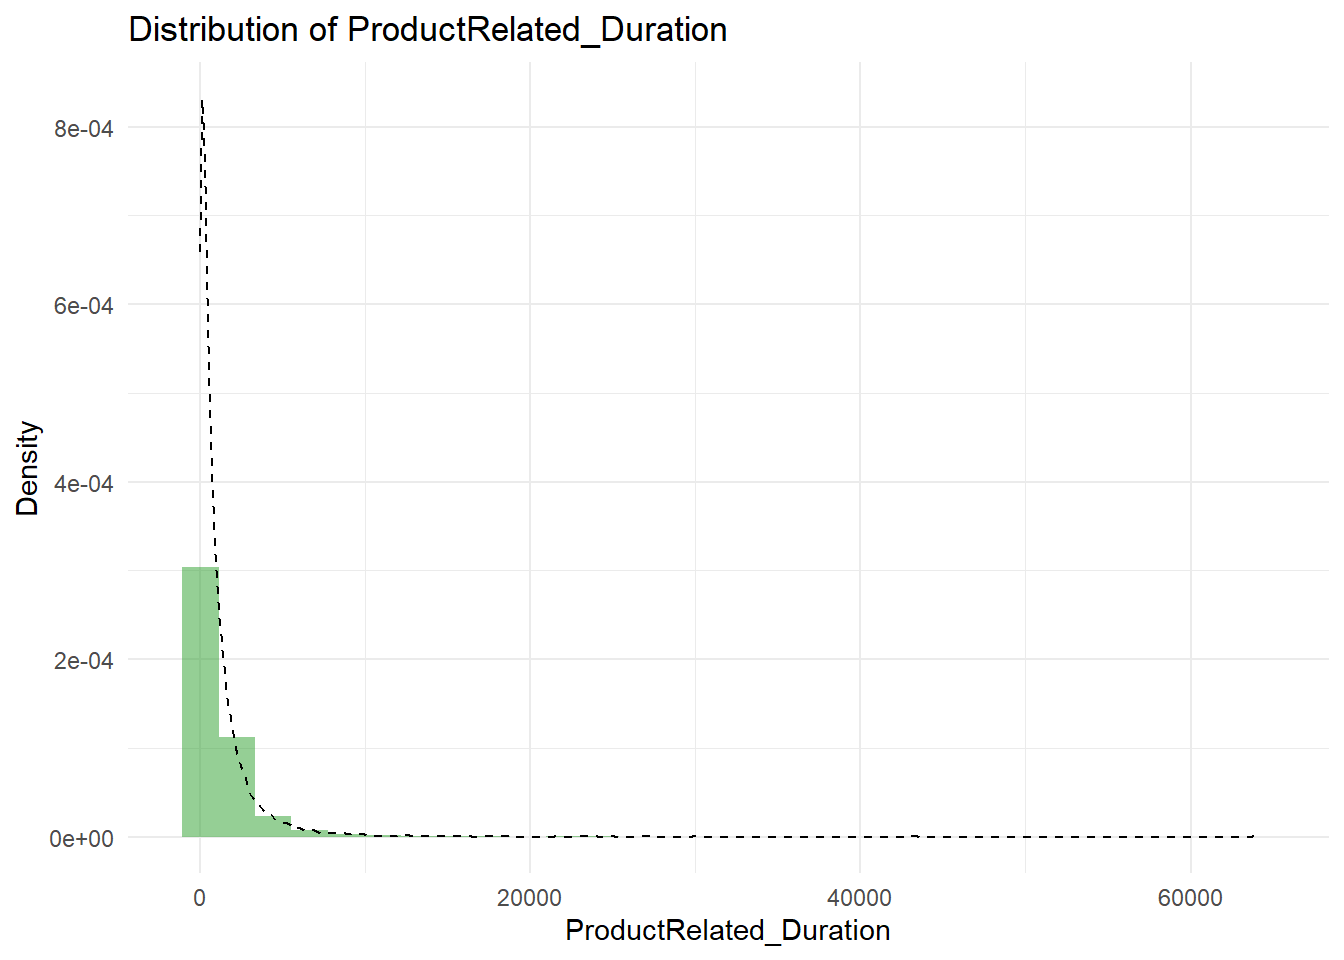 Distribution of ProductRelated_Duration
8e-04
6e-04
4e-04
2e-04
0e+00
Density
0
20000
40000
60000
ProductRelated_Duration